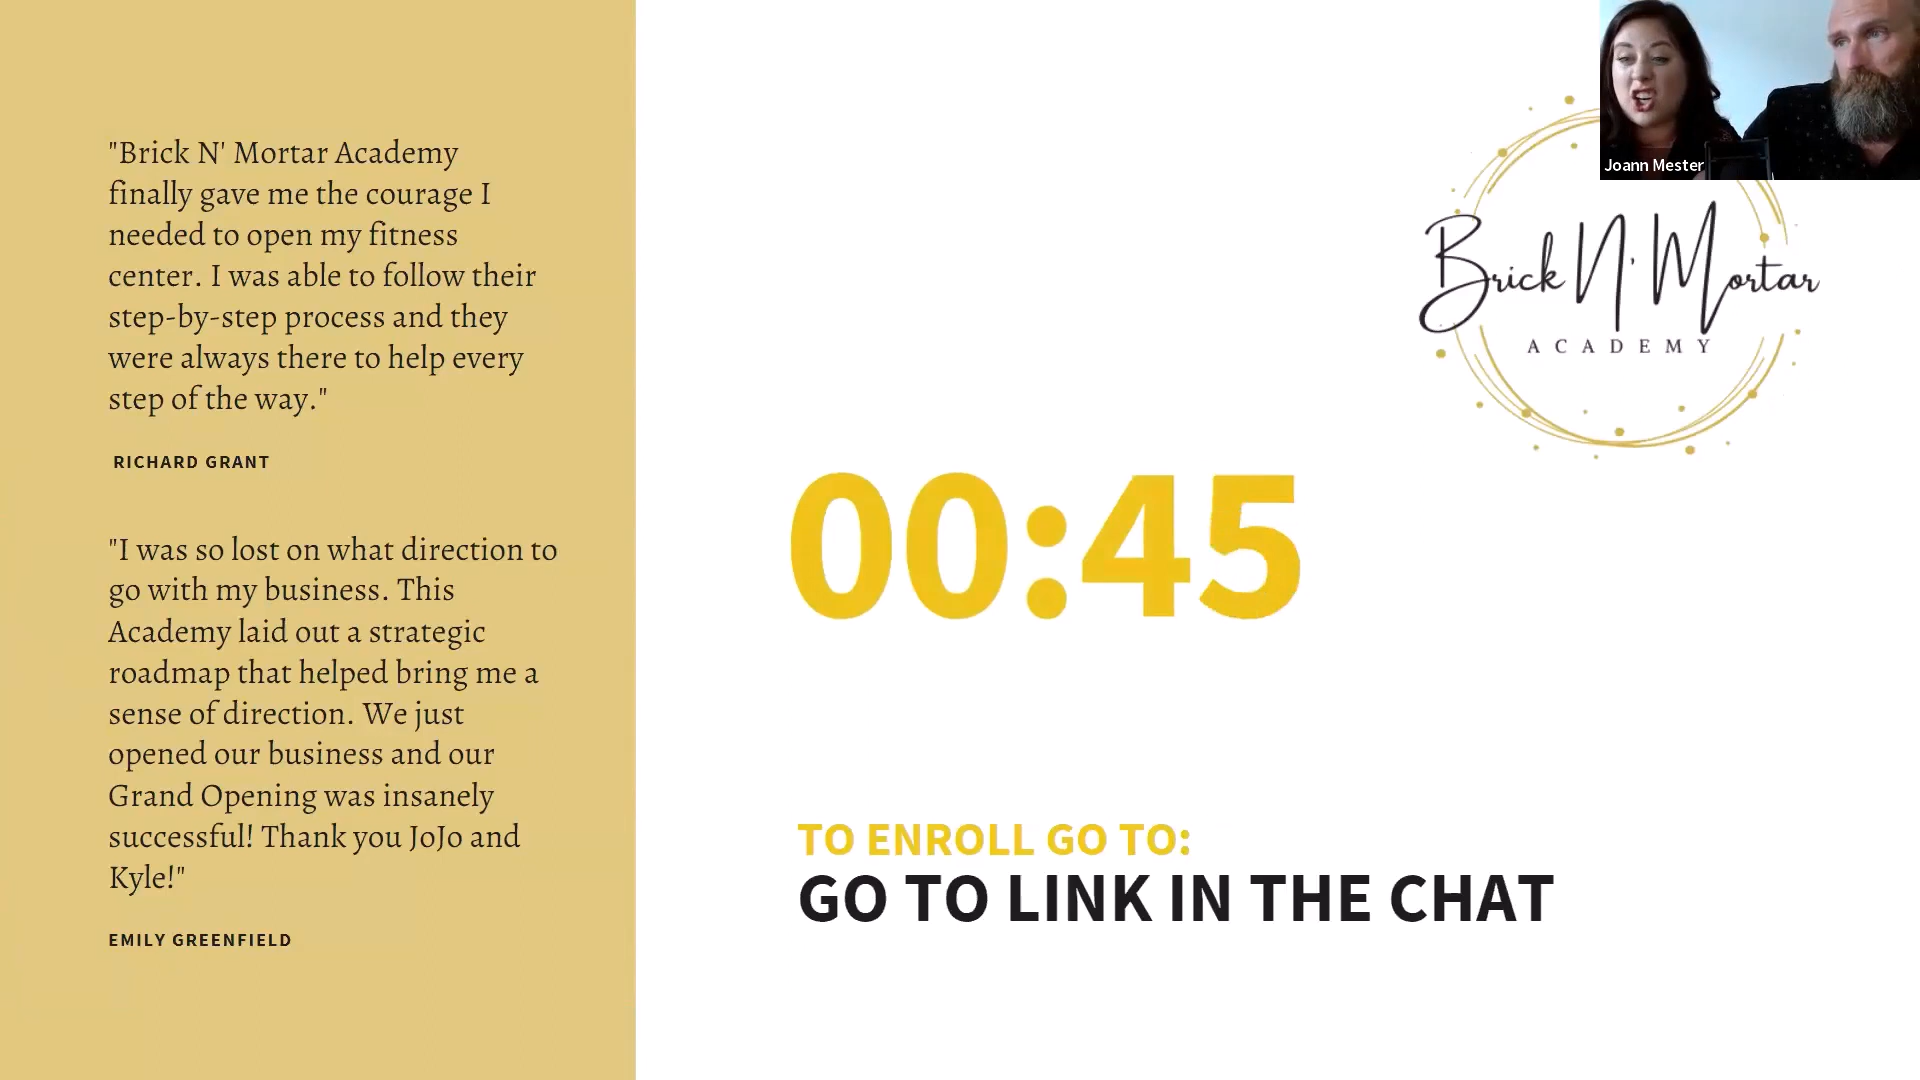 "Brick N' Mortar Academy
finally gave me the courage I
needed to open my fitness
center. I was able to follow their
step-by-step process and they
were always there to help every
step of the way."
RICHARD GRANT
"I was so lost on what direction to
go with my business. This
Academy laid out a strategic
roadmap that helped bring me a
sense of direction. We just
opened our business and our
Grand Opening was insanely
successful! Thank you JoJo and
Kyle!"
EMILY GREENFIELD
Joann Mester
Brick N' Mortar
ACADEMY
00:45
TO ENROLL GO TO:
GO TO LINK IN THE CHAT